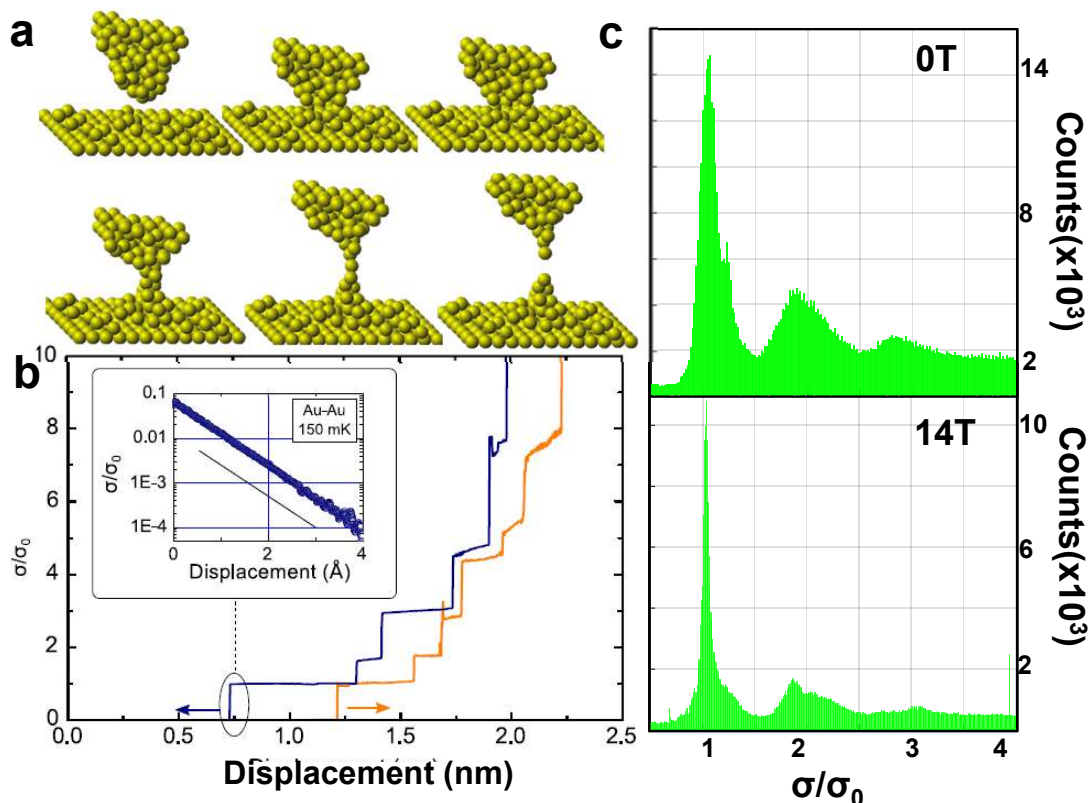 a
b
10
8
6
4
2
0
σ/σ₀
0.0
0.5
1.0
1.5
2.0
2.5
Displacement (nm)
0.1
0.01
1E-3
1E-4
σ/σ₀
0
2
4
Displacement (Å)
Au-Au
150 mK
c
0T
14
8
2
Counts(x10³)
14T
10
6
2
Counts(x10³)
1
2
3
4
σ/σ₀